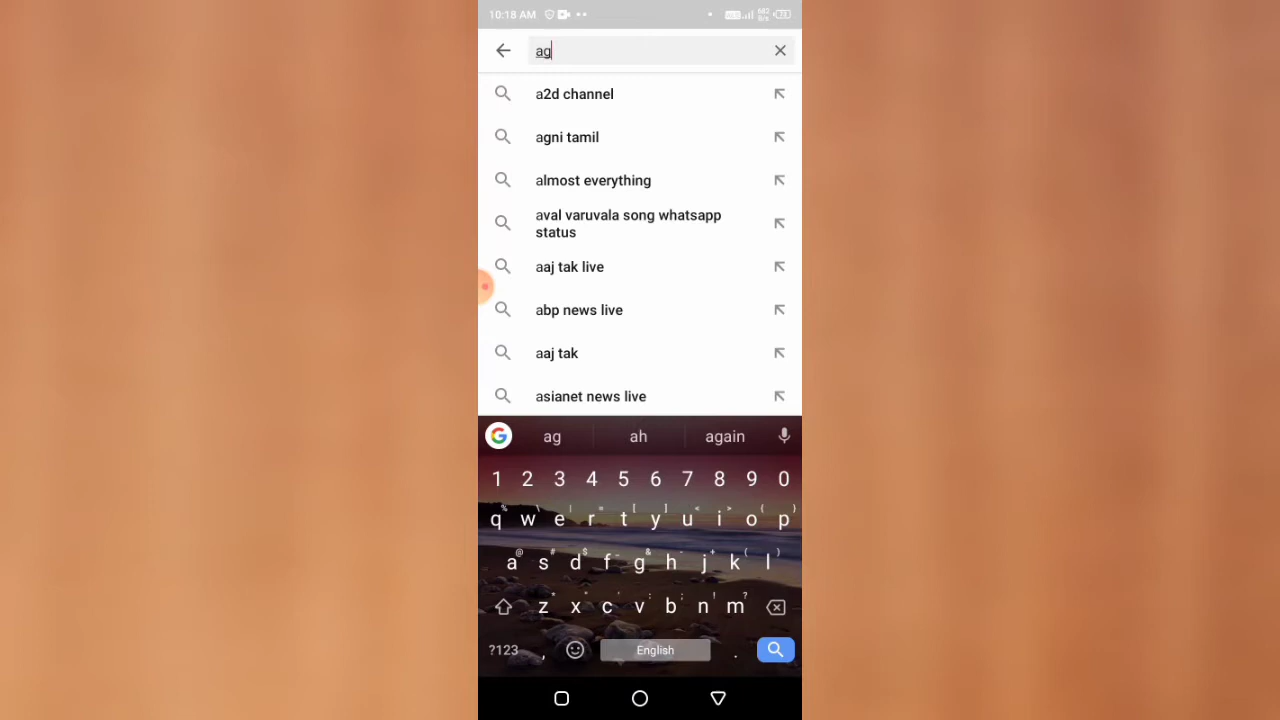 10:18 AM
ag
a2d channel
agni tamil
almost everything
aval varuvala song whatsapp
status
aaj tak live
abp news live
aaj tak
asianet news live
ag ah again
1 2 3 4 5 6 7 8 9 0
q w e r t y u i o p
a s d f g h j k l
z x c v b n m
?123 , English .